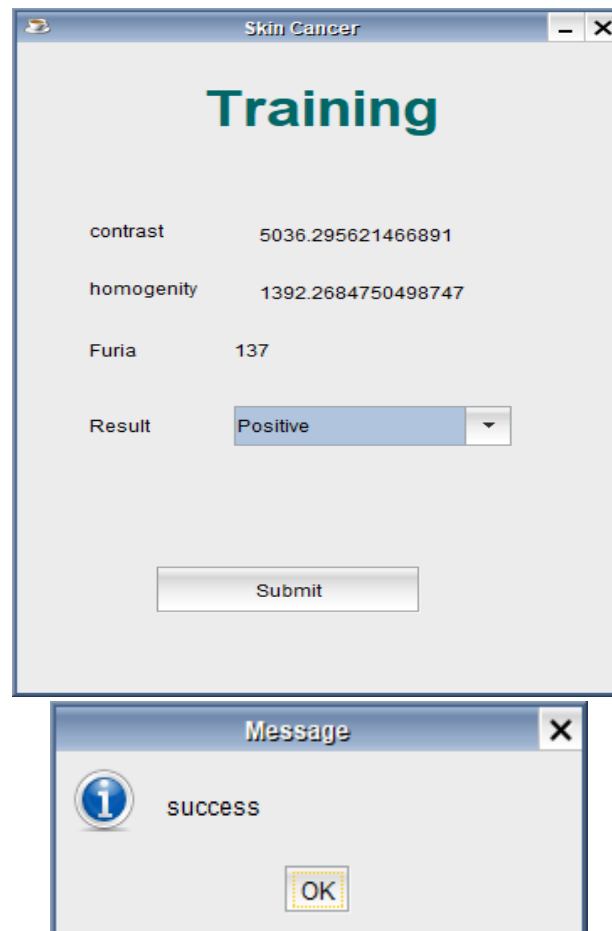 Skin Cancer
Training
contrast 5036.295621466891
homogenity 1392.2684750498747
Furia 137
Result Positive
Submit
Message
success
OK